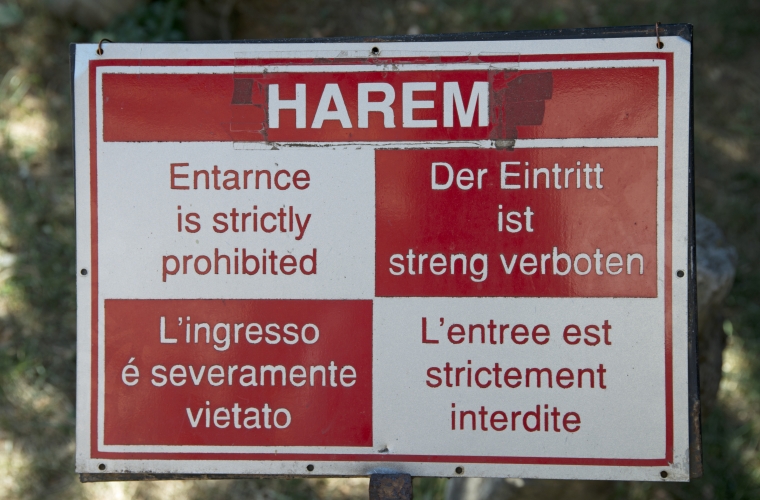 HAREM
Entarnce
is strictly
prohibited
Der Eintritt
ist
streng verboten
L'ingresso
é severamente
vietato
L'entree est
strictement
interdite